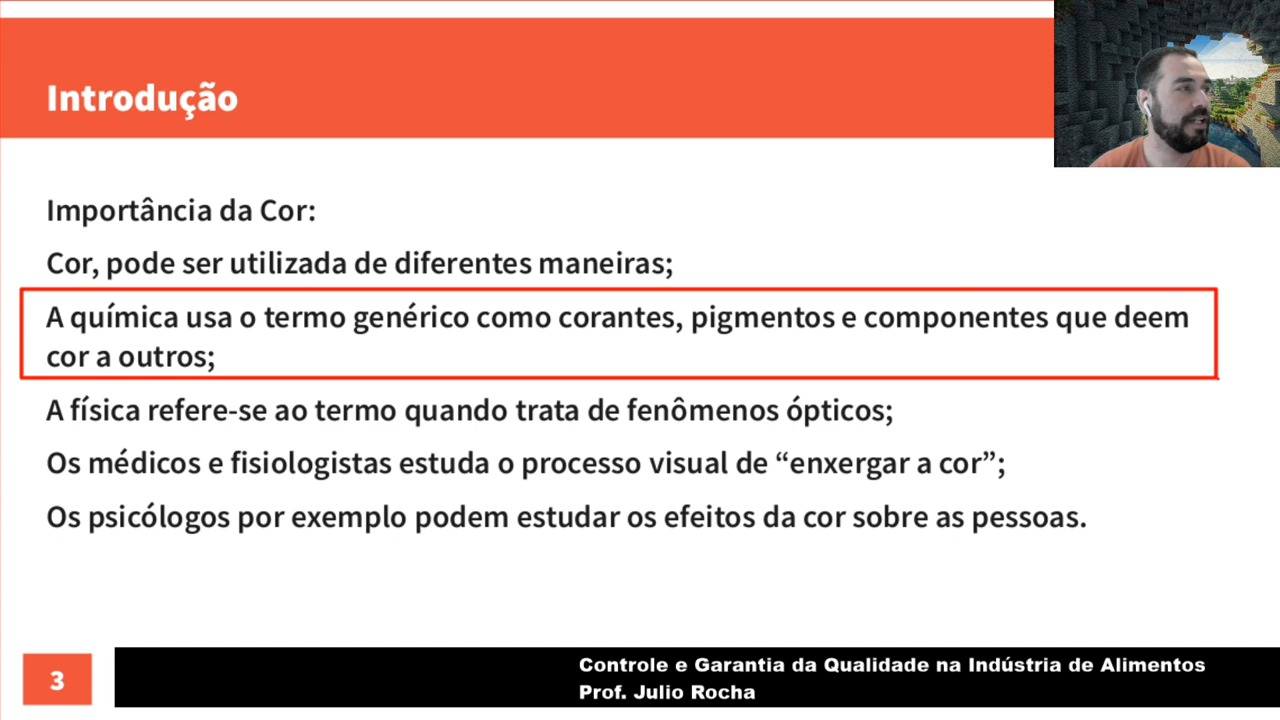 Introdução
Importância da Cor:
Cor, pode ser utilizada de diferentes maneiras;
A química usa o termo genérico como corantes, pigmentos e componentes que deem
cor a outros;
A física refere-se ao termo quando trata de fenômenos ópticos;
Os médicos e fisiologistas estuda o processo visual de “enxergar a cor”;
Os psicólogos por exemplo podem estudar os efeitos da cor sobre as pessoas.
3
Controle e Garantia da Qualidade na Indústria de Alimentos
Prof. Julio Rocha